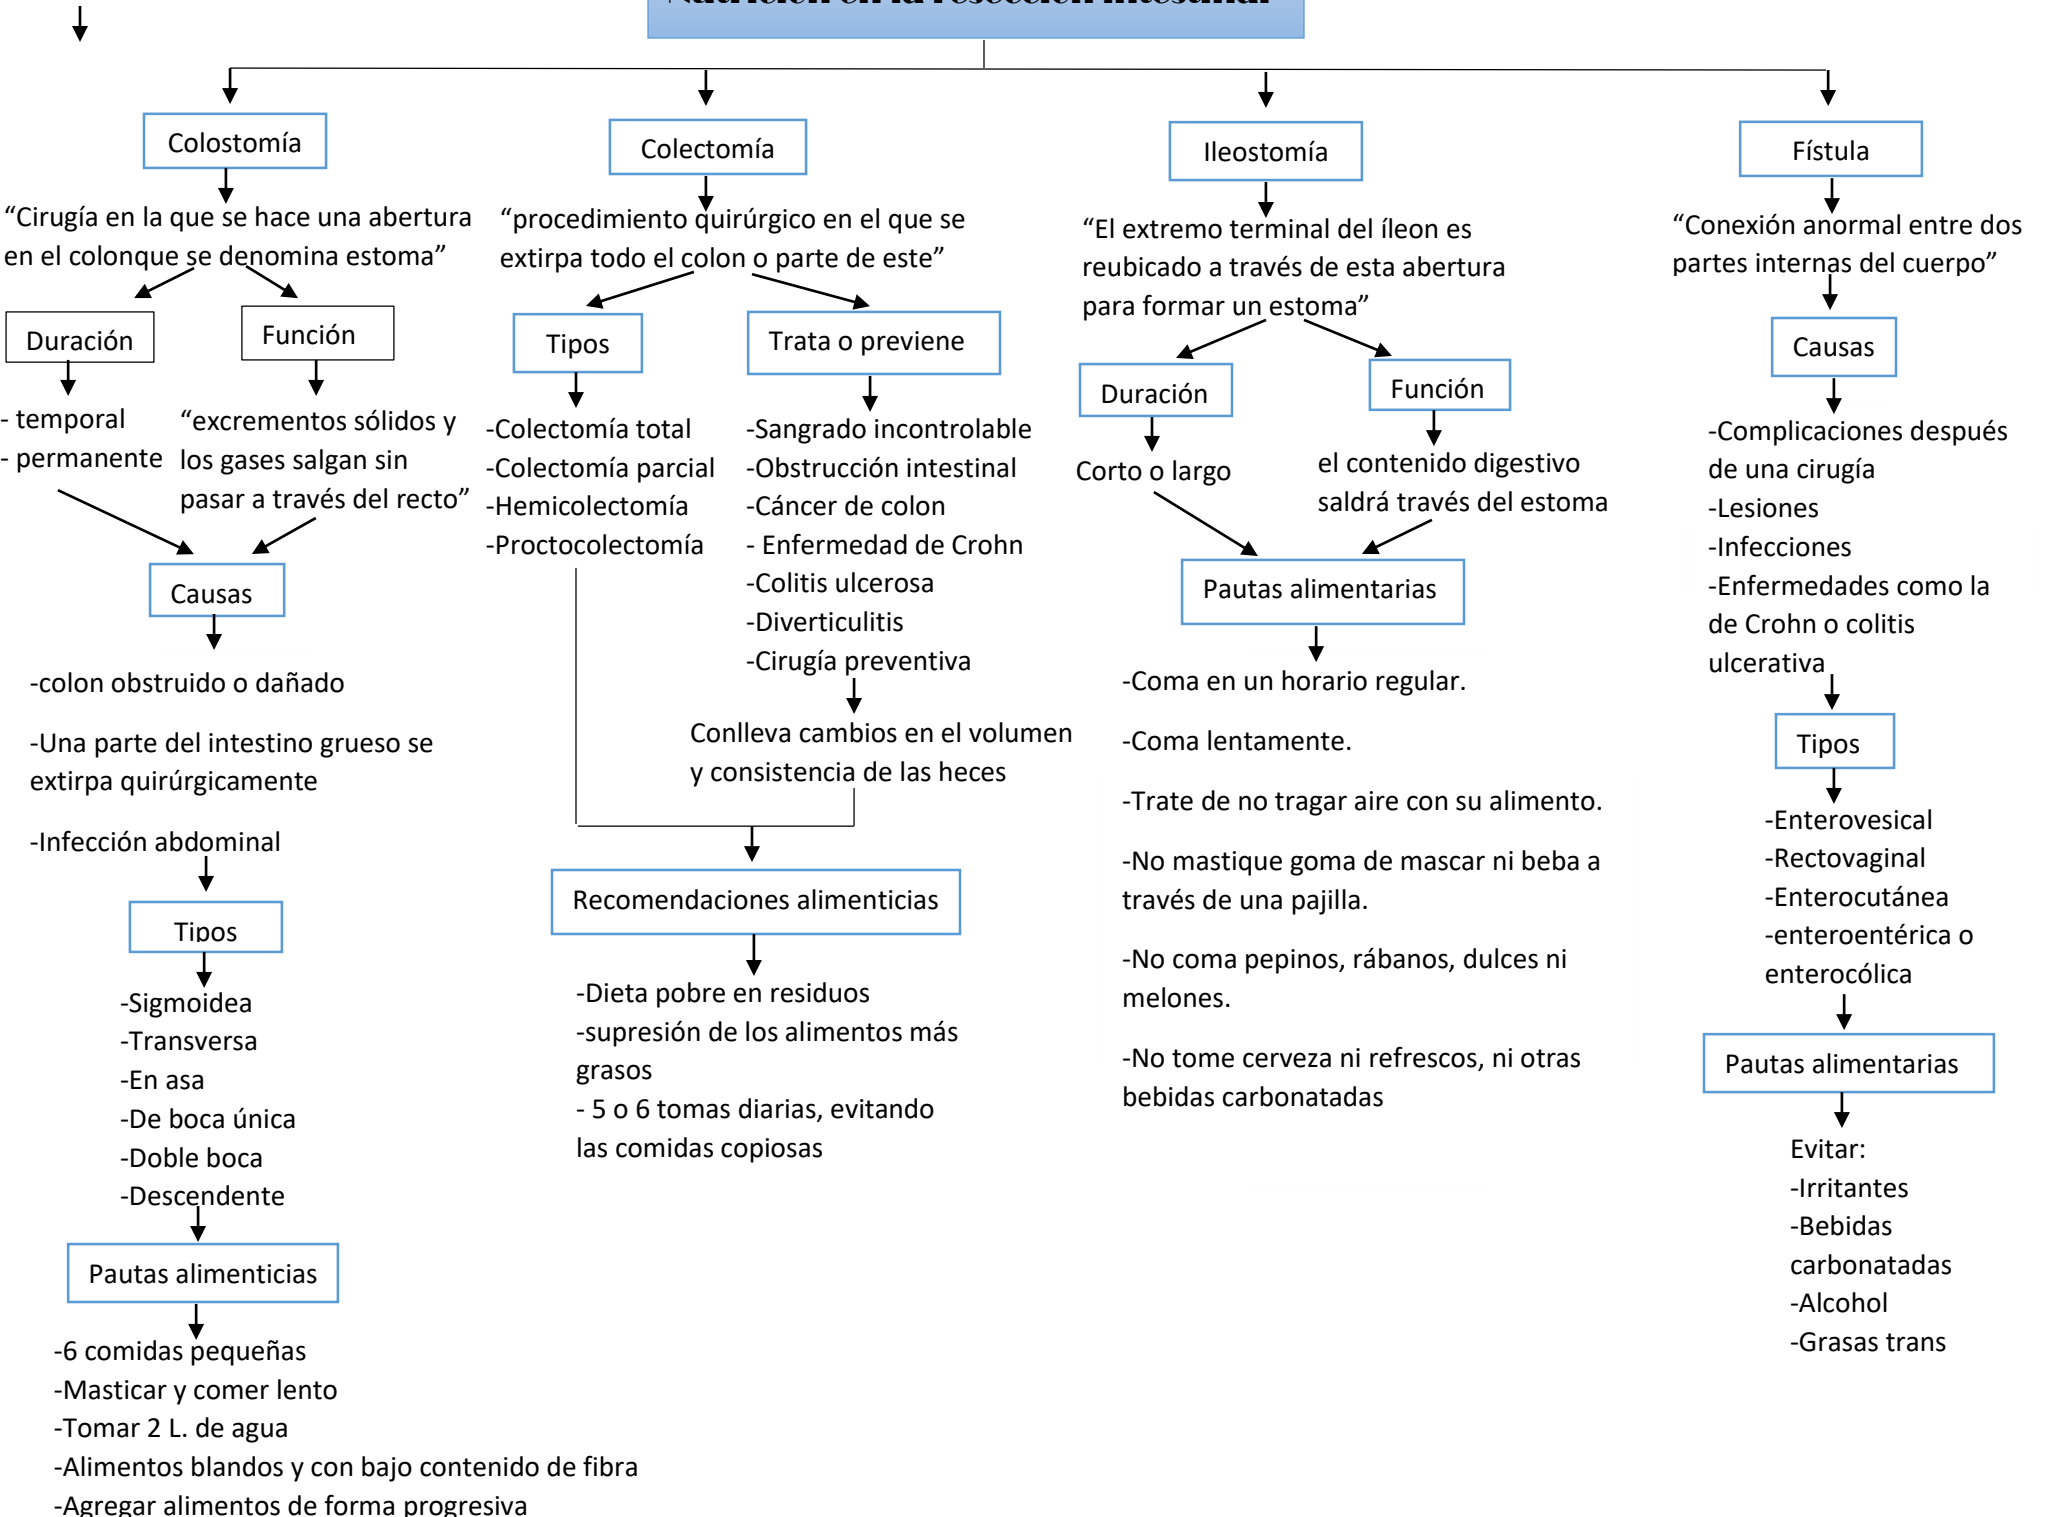 Nutrición en la resección intestinal
Colostomía
“Cirugía en la que se hace una abertura
en el colonque se denomina estoma”
Duración
- temporal
- permanente
Función
“excrementos sólidos y
los gases salgan sin
pasar a través del recto”
Causas
-colon obstruido o dañado
-Una parte del intestino grueso se
extirpa quirúrgicamente
-Infección abdominal
Tipos
-Sigmoidea
-Transversa
-En asa
-De boca única
-Doble boca
-Descendente
Pautas alimenticias
-6 comidas pequeñas
-Masticar y comer lento
-Tomar 2 L. de agua
-Alimentos blandos y con bajo contenido de fibra
-Agregar alimentos de forma progresiva
Colectomía
“procedimiento quirúrgico en el que se
extirpa todo el colon o parte de este”
Tipos
-Colectomía total
-Colectomía parcial
-Hemicolectomía
-Proctocolectomía
Trata o previene
-Sangrado incontrolable
-Obstrucción intestinal
-Cáncer de colon
- Enfermedad de Crohn
-Colitis ulcerosa
-Diverticulitis
-Cirugía preventiva
Conlleva cambios en el volumen
y consistencia de las heces
Recomendaciones alimenticias
-Dieta pobre en residuos
-supresión de los alimentos más
grasos
- 5 o 6 tomas diarias, evitando
las comidas copiosas
Ileostomía
“El extremo terminal del íleon es
reubicado a través de esta abertura
para formar un estoma”
Duración
Corto o largo
Función
el contenido digestivo
saldrá través del estoma
Pautas alimentarias
-Coma en un horario regular.
-Coma lentamente.
-Trate de no tragar aire con su alimento.
-No mastique goma de mascar ni beba a
través de una pajilla.
-No coma pepinos, rábanos, dulces ni
melones.
-No tome cerveza ni refrescos, ni otras
bebidas carbonatadas
Fístula
“Conexión anormal entre dos
partes internas del cuerpo”
Causas
-Complicaciones después
de una cirugía
-Lesiones
-Infecciones
-Enfermedades como la
de Crohn o colitis
ulcerativa
Tipos
-Enterovesical
-Rectovaginal
-Enterocutánea
-enteroentérica o
enterocólica
Pautas alimentarias
Evitar:
-Irritantes
-Bebidas
carbonatadas
-Alcohol
-Grasas trans